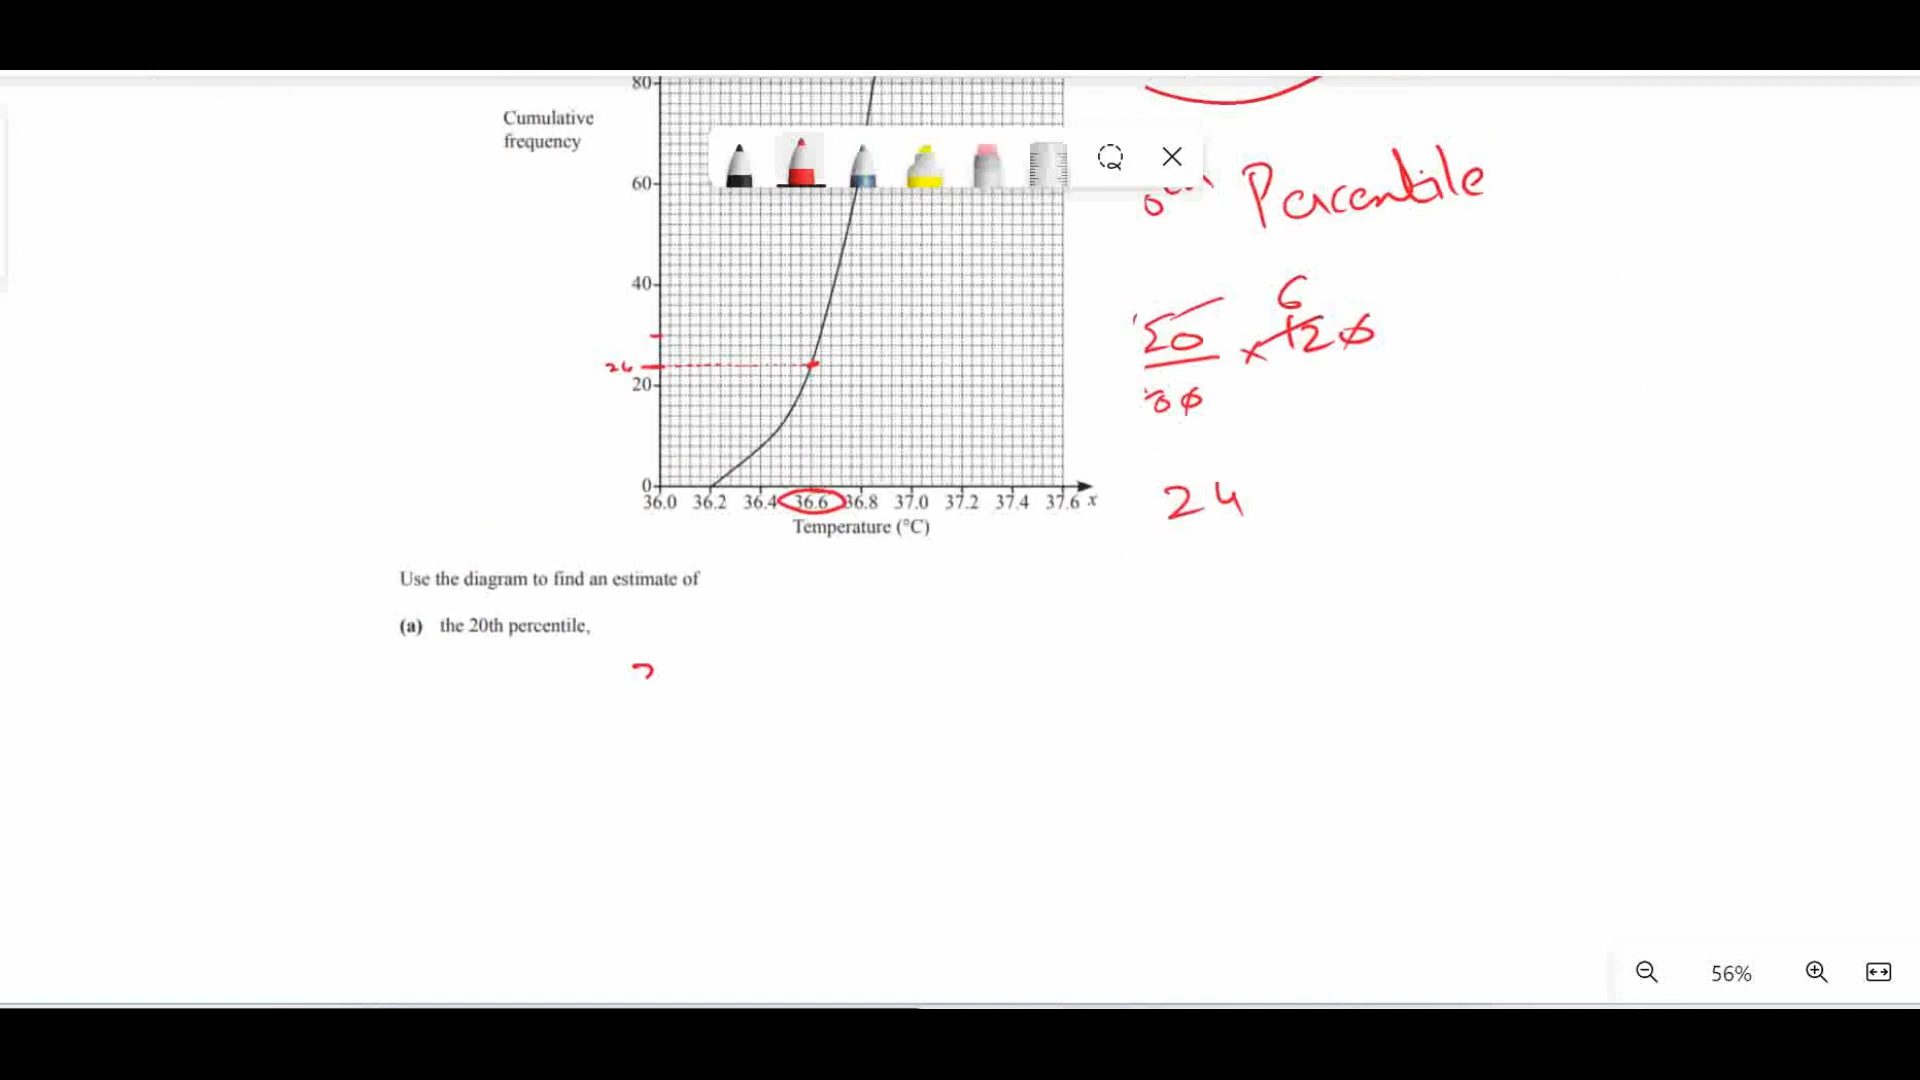 80
Cumulative
frequency
60
40
24
20
0
36.0 36.2 36.4 36.6 36.8 37.0 37.2 37.4 37.6 x
Temperature (°C)
Percentile
6
20 × 120
24
Use the diagram to find an estimate of
(a) the 20th percentile,
56%